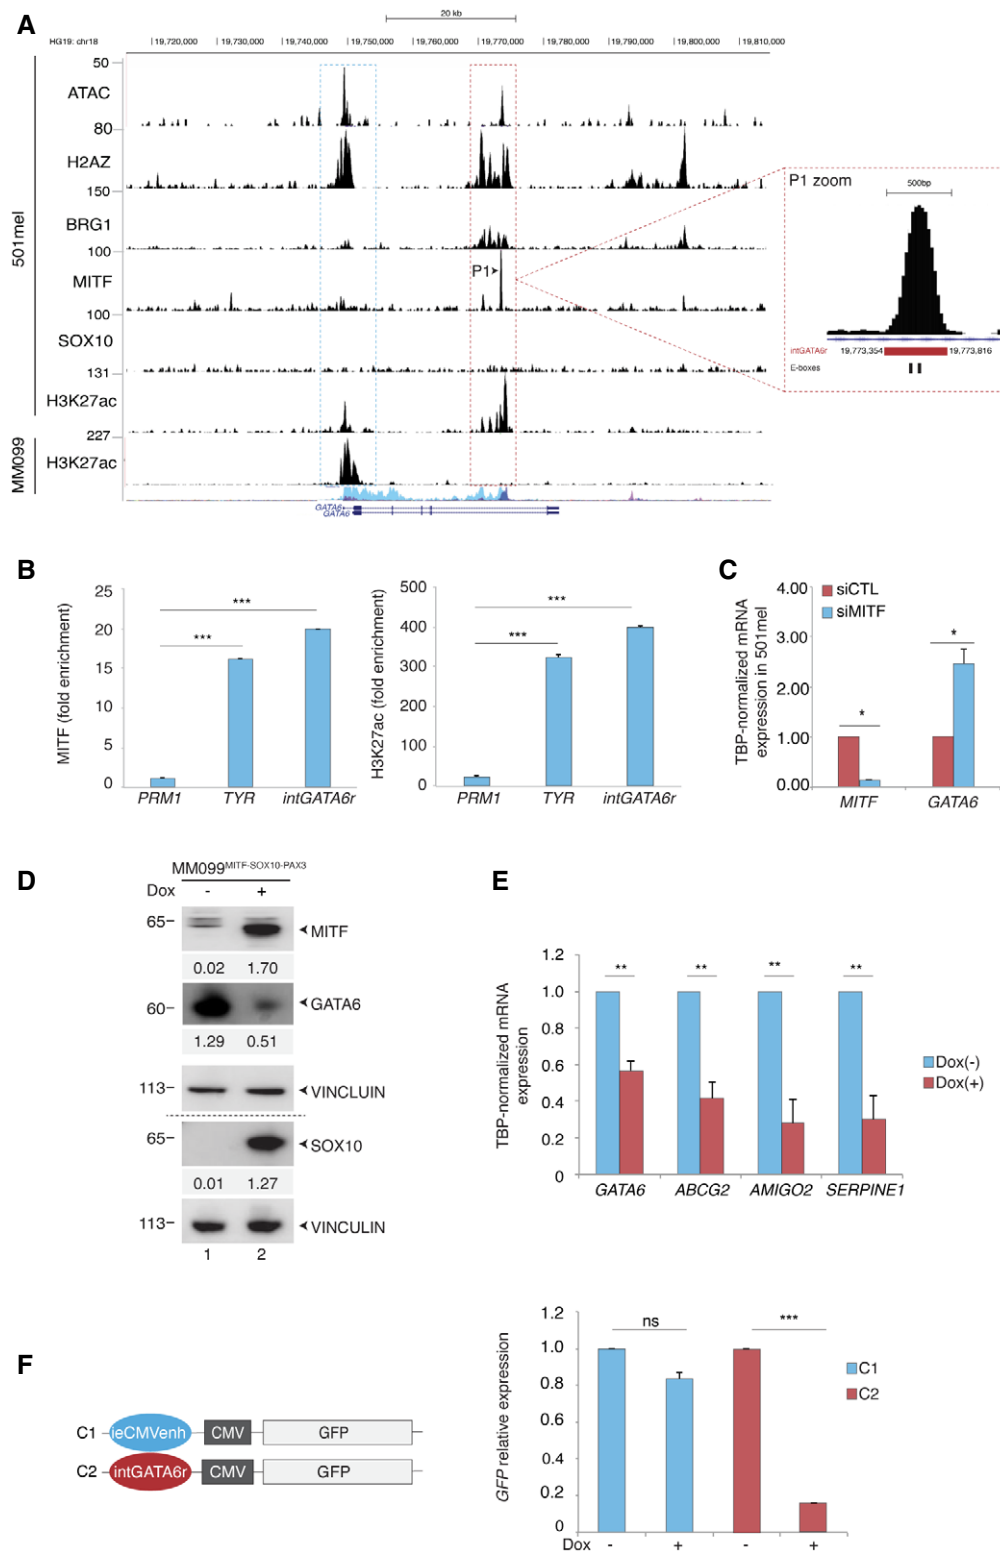 A
20 kb
HG19: chr18
19,720,000
19,730,000
19,740,000
19,750,000
19,760,000
19,770,000
19,780,000
19,790,000
19,800,000
19,810,000
501mel
50
ATAC
80
H2AZ
150
BRG1
100
MITF
P1
100
SOX10
131
H3K27ac
227
MM099
H3K27ac
GATA6
GATA6
P1 zoom
500bp
intGATA6r
19,773,354
19,773,816
E-boxes
B
MITF (fold enrichment)
25
20
15
10
5
0
***
***
PRM1
TYR
intGATA6r
H3K27ac (fold enrichment)
500
400
300
200
100
0
***
***
PRM1
TYR
intGATA6r
C
TBP-normalized mRNA
expression in 501mel
4.00
3.00
2.00
1.00
0.00
siCTL
siMITF
*
*
MITF
GATA6
D
MM099MITF-SOX10-PAX3
Dox - +
65
MITF
0.02 1.70
60
GATA6
1.29 0.51
113
VINCLUIN
65
SOX10
0.01 1.27
113
VINCULIN
1 2
E
TBP-normalized mRNA
expression
1.2
1.0
0.8
0.6
0.4
0.2
0
**
**
**
**
GATA6
ABCG2
AMIGO2
SERPINE1
Dox(-)
Dox(+)
F
C1 ieCMVenh CMV GFP
C2 intGATA6r CMV GFP
GFP relative expression
1.2
1.0
0.8
0.6
0.4
0.2
0
ns
***
C1
C2
Dox - + - +